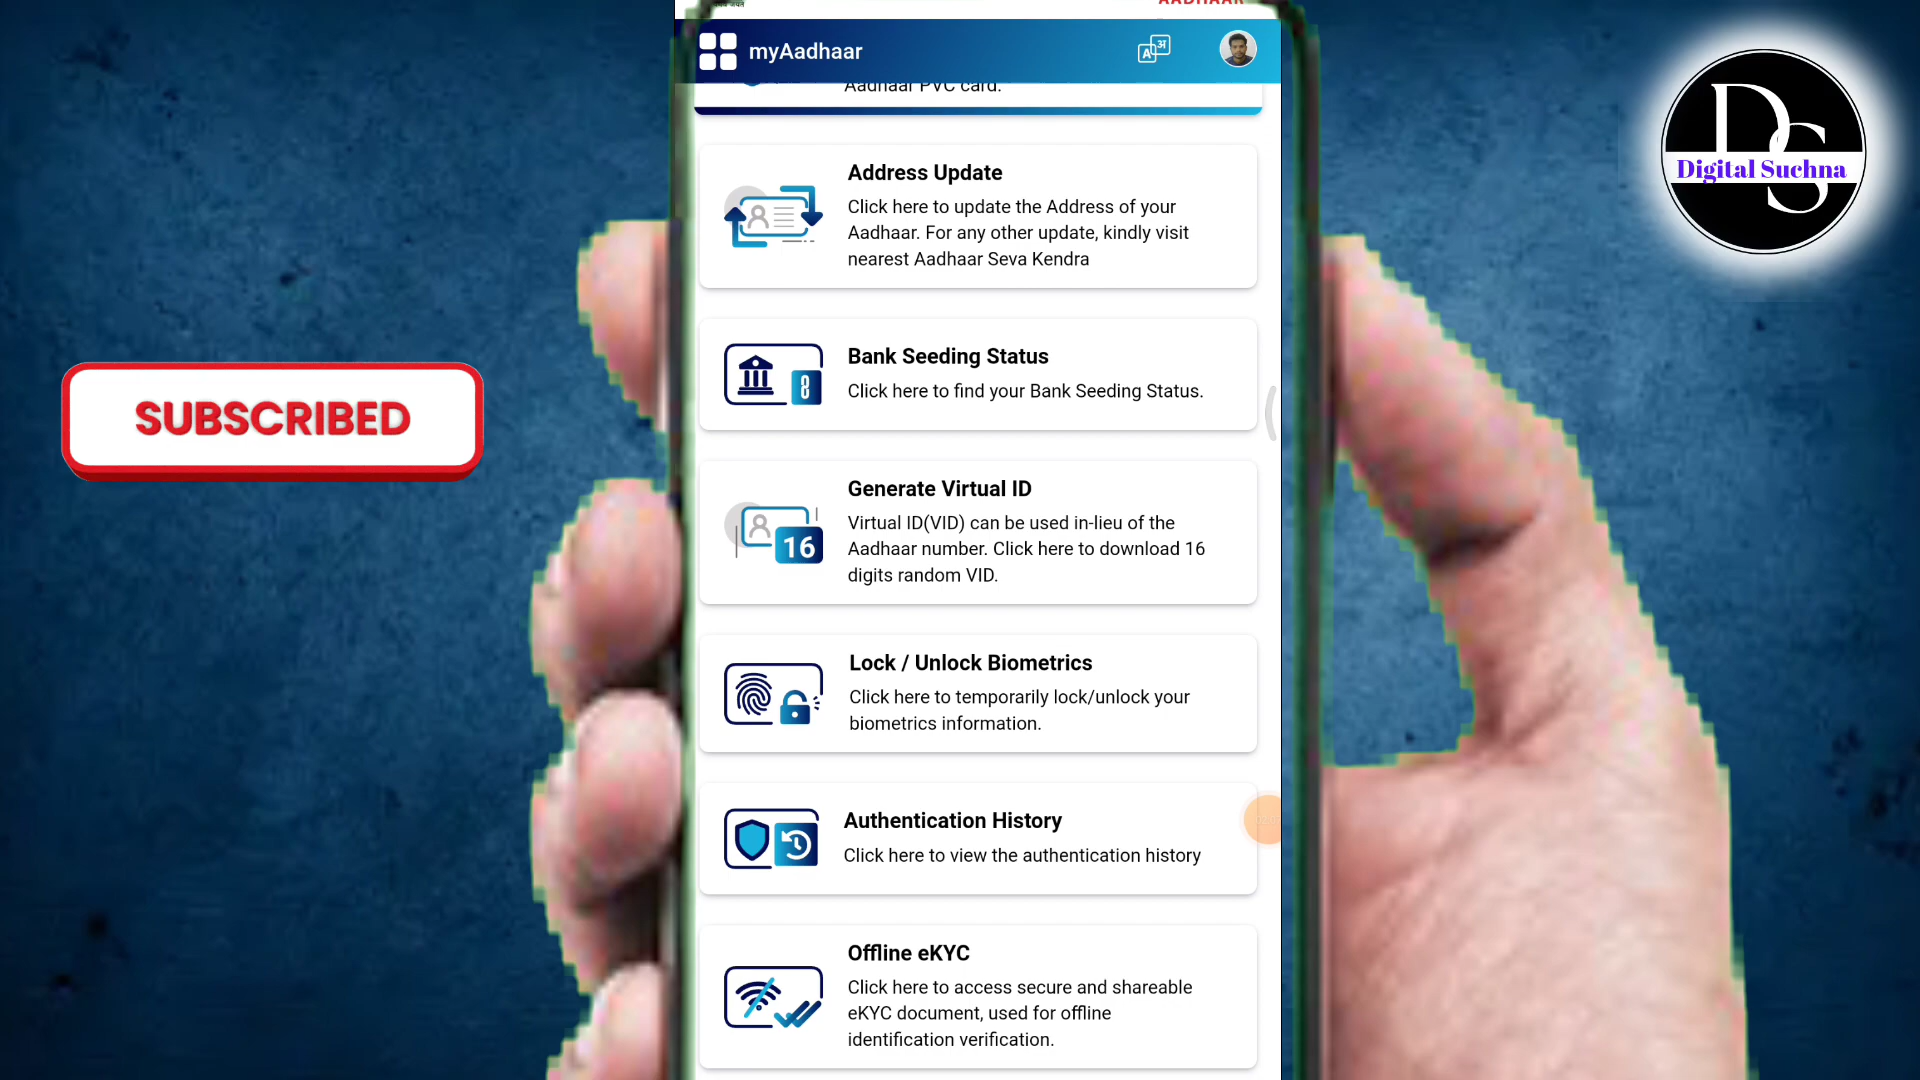 AADHAAR
myAadhaar
Aadhaar PVC card.
Address Update
Click here to update the Address of your
Aadhaar. For any other update, kindly visit
nearest Aadhaar Seva Kendra
Bank Seeding Status
Click here to find your Bank Seeding Status.
Generate Virtual ID
Virtual ID(VID) can be used in-lieu of the
Aadhaar number. Click here to download 16
digits random VID.
16
Lock / Unlock Biometrics
Click here to temporarily lock/unlock your
biometrics information.
Authentication History
Click here to view the authentication history
Offline eKYC
Click here to access secure and shareable
eKYC document, used for offline
identification verification.
SUBSCRIBED
DS
Digital Suchna